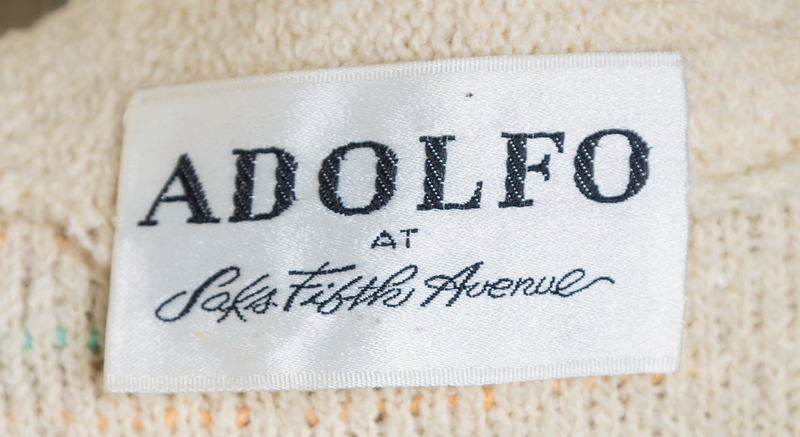 ADOLFO
AT
Saks Fifth Avenue